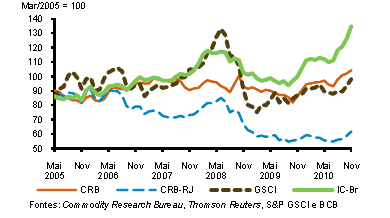 Mar/2005 = 100
140
130
120
110
100
90
80
70
60
50
Mai Nov Mai Nov Mai Nov Mai Nov Mai Nov Mai Nov
2005 2006 2007 2008 2009 2010
CRB CRB-RJ GSCI IC-Br
Fontes: Commodity Research Bureau, Thomson Reuters, S&P GSCI e BCB